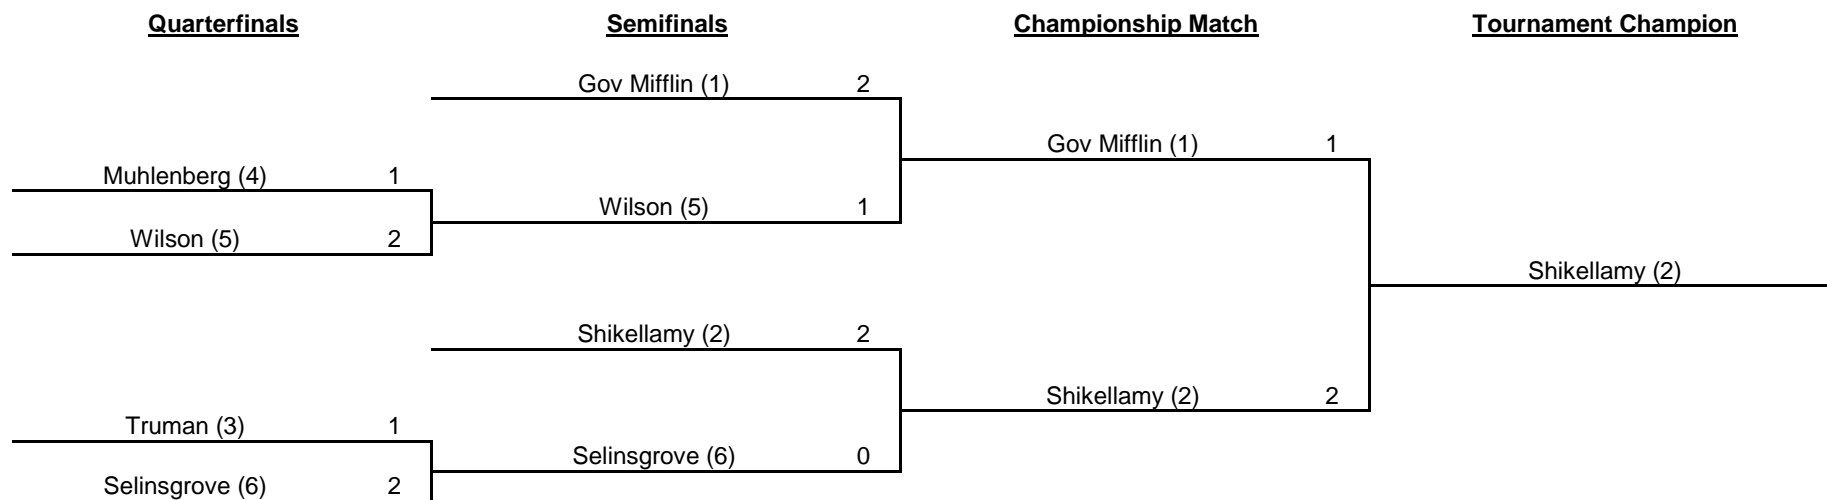 Quarterfinals Semifinals Championship Match Tournament Champion
Gov Mifflin (1) 2
Gov Mifflin (1) 1
Muhlenberg (4) 1
Wilson (5) 1
Wilson (5) 2
Shikellamy (2)
Shikellamy (2) 2
Shikellamy (2) 2
Truman (3) 1
Selinsgrove (6) 0
Selinsgrove (6) 2